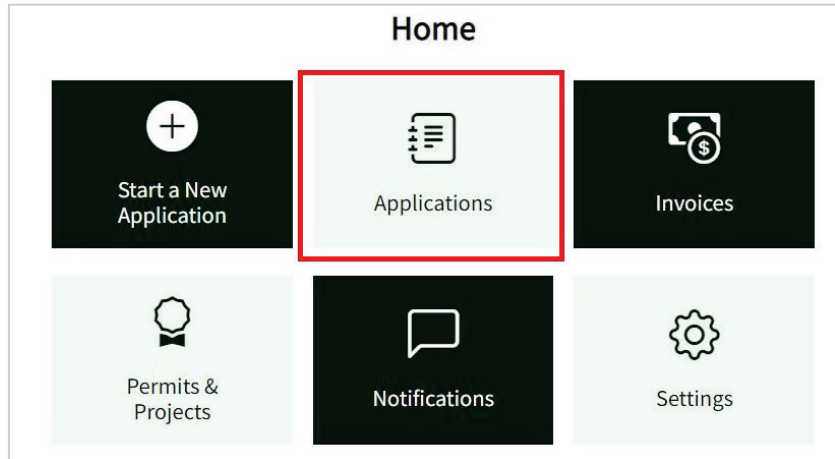 Home
Start a New
Application
Applications
Invoices
Permits &
Projects
Notifications
Settings